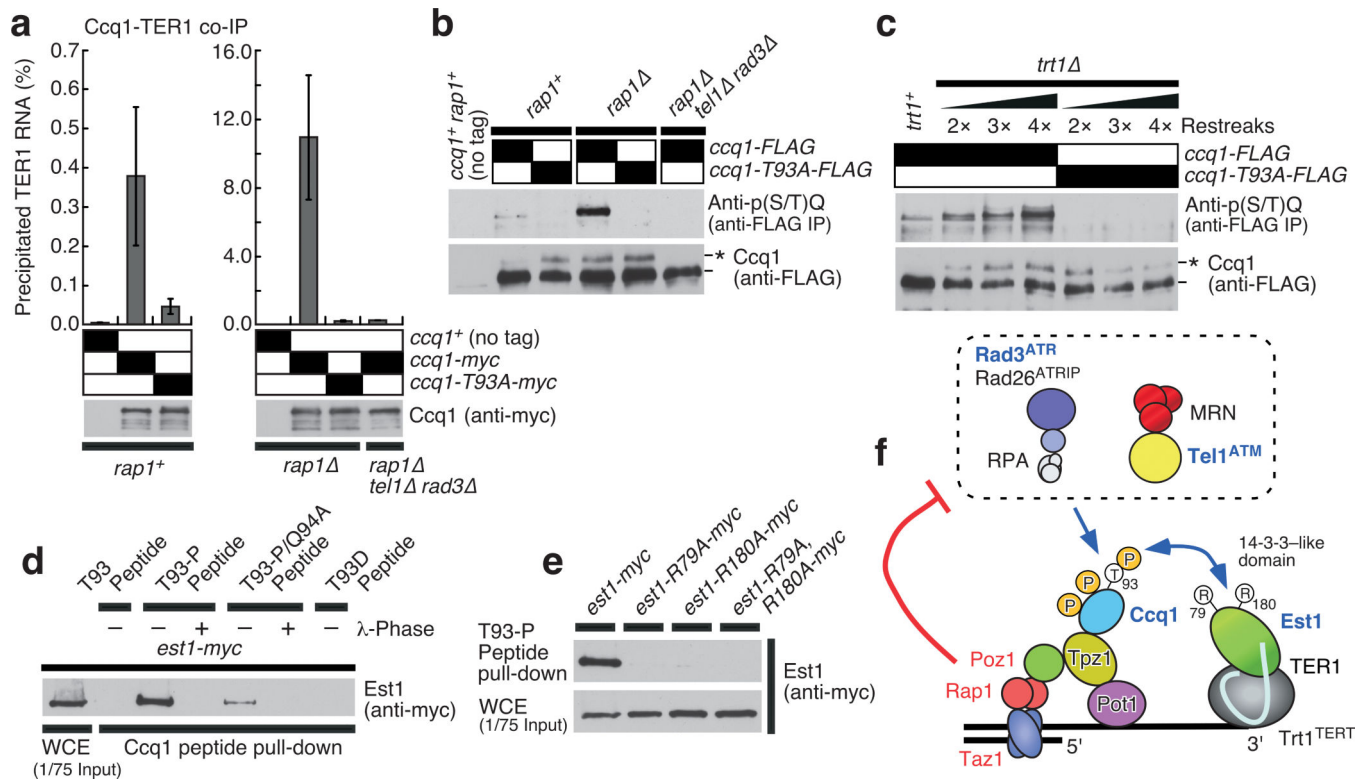 a
Ccq1-TER1 co-IP
Precipitated TER1 RNA (%)
0.7
0.6
0.5
0.4
0.3
0.2
0.1
0.0
16.0
12.0
8.0
4.0
0.0
ccq1+ (no tag)
ccq1-myc
ccq1-T93A-myc
Ccq1 (anti-myc)
rap1+
rap1Δ
rap1Δ
tel1Δ rad3Δ
b
ccq1+ rap1+
(no tag)
rap1+
rap1Δ
rap1Δ
tel1Δ rad3Δ
ccq1-FLAG
ccq1-T93A-FLAG
Anti-p(S/T)Q
(anti-FLAG IP)
* Ccq1
(anti-FLAG)
c
trt1Δ
trt1+
2× 3× 4× 2× 3× 4× Restreaks
ccq1-FLAG
ccq1-T93A-FLAG
Anti-p(S/T)Q
(anti-FLAG IP)
* Ccq1
(anti-FLAG)
d
T93
Peptide
T93-P
Peptide
T93-P/Q94A
Peptide
T93D
Peptide
– – + – + – λ-Phase
est1-myc
Est1
(anti-myc)
WCE
(1/75 Input)
Ccq1 peptide pull-down
e
est1-myc
est1-R79A-myc
est1-R180A-myc
est1-R79A,
R180A-myc
T93-P
Peptide
pull-down
WCE
(1/75 Input)
Est1
(anti-myc)
f
Rad3ATR
Rad26ATRIP
RPA
MRN
Tel1ATM
14-3-3–like
domain
P
P
P
T
93
R
79
R
180
Ccq1
Est1
Poz1
Tpz1
TER1
Rap1
Pot1
Taz1
5'
3'
Trt1TERT